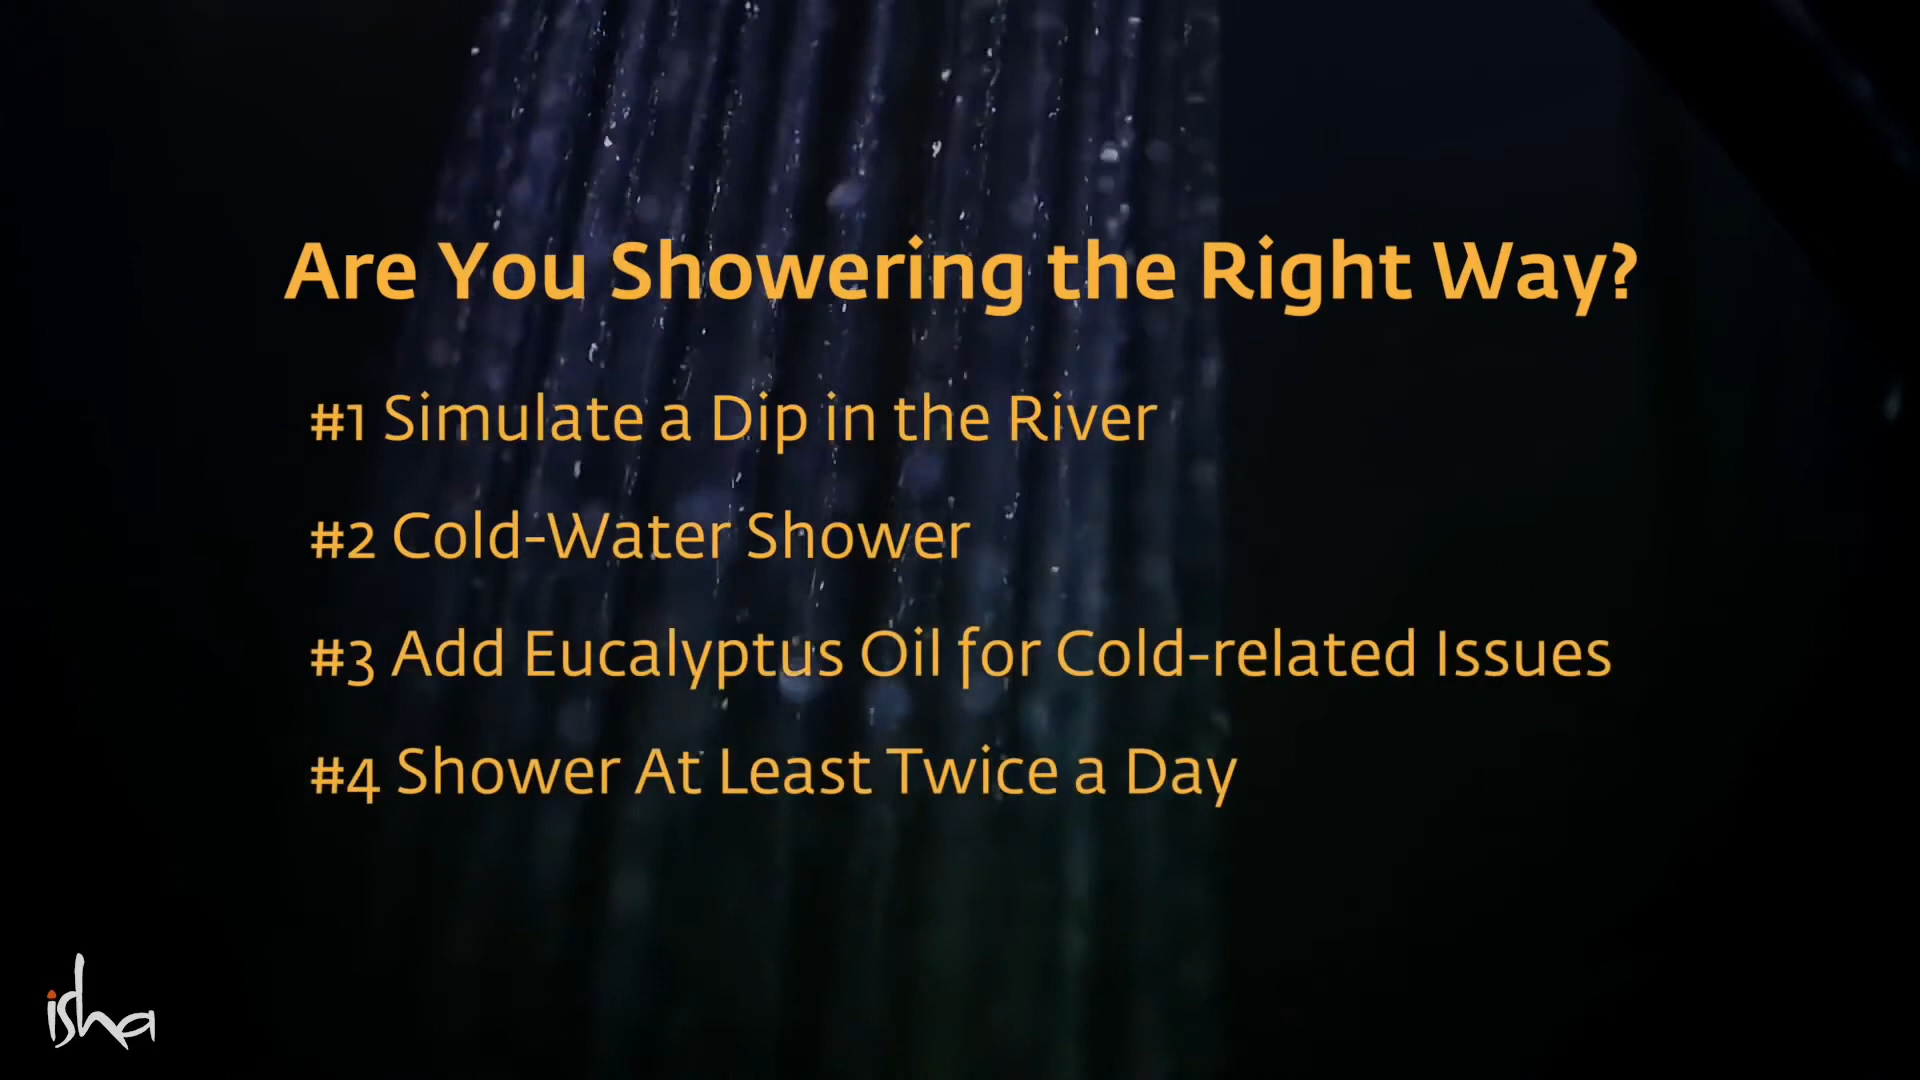 Are You Showering the Right Way?
#1 Simulate a Dip in the River
#2 Cold-Water Shower
#3 Add Eucalyptus Oil for Cold-related Issues
#4 Shower At Least Twice a Day
isha